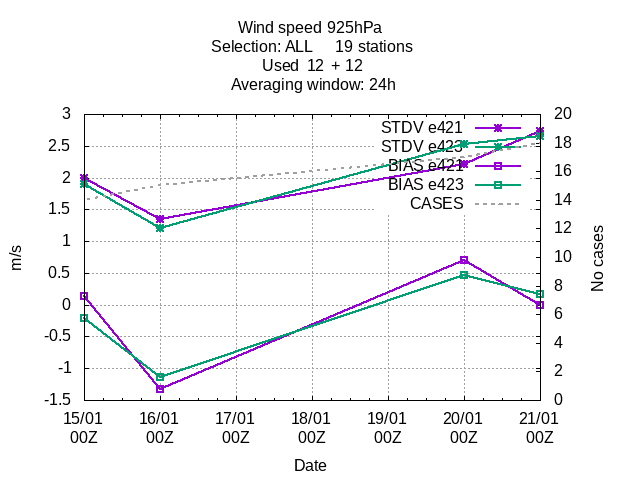 Wind speed 925hPa
Selection: ALL 19 stations
Used 12 + 12
Averaging window: 24h
3 20
STDV e421
2.5 18
STDV e423
2 16
BIAS e421
BIAS e423
1.5 14
CASES
1 12
0.5 10
0 8
-0.5 6
-1 4
-1.5 2
0
m/s
No cases
15/01 16/01 17/01 18/01 19/01 20/01 21/01
00Z 00Z 00Z 00Z 00Z 00Z 00Z
Date